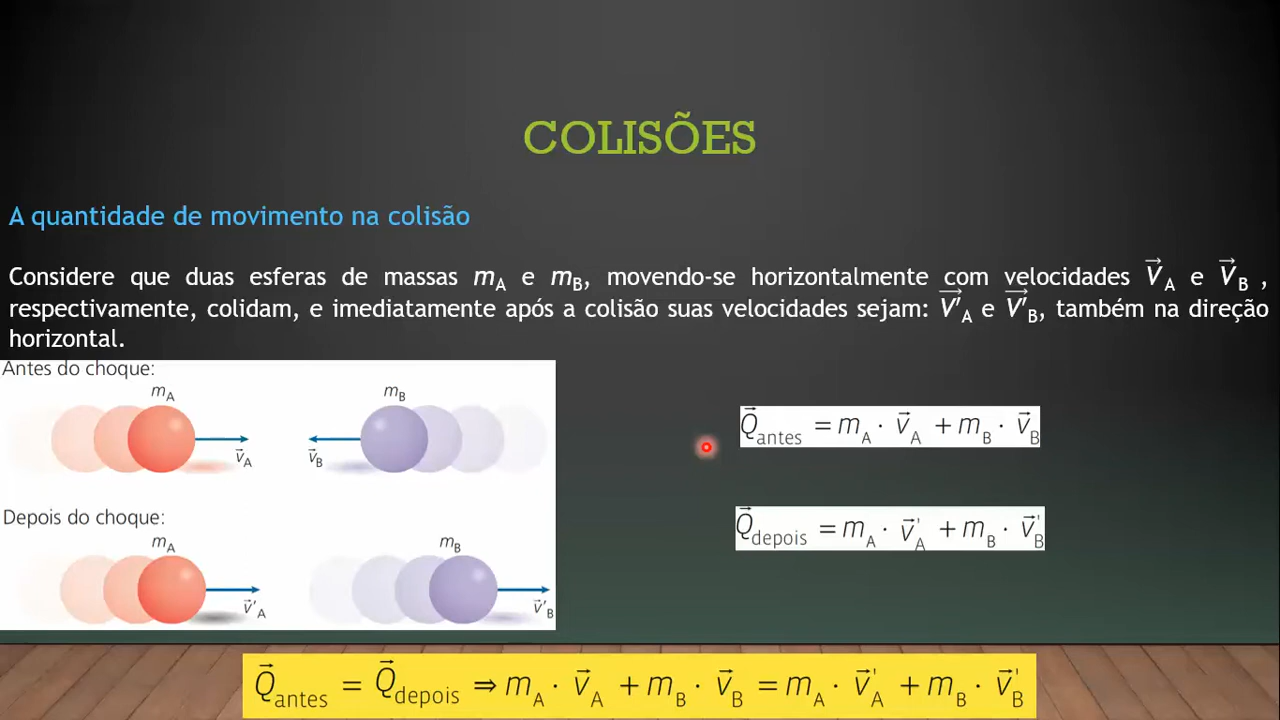 COLISÕES
A quantidade de movimento na colisão
Considere que duas esferas de massas mA e mB, movendo-se horizontalmente com velocidades V⃗A e V⃗B ,
respectivamente, colidam, e imediatamente após a colisão suas velocidades sejam: V⃗'A e V⃗'B, também na direção
horizontal.
Antes do choque:
mA mB
v⃗A v⃗B
Q⃗antes = mA · v⃗A + mB · v⃗B
Depois do choque:
mA mB
v⃗'A v⃗'B
Q⃗depois = mA · v⃗'A + mB · v⃗'B
Q⃗antes = Q⃗depois ⇒ mA · v⃗A + mB · v⃗B = mA · v⃗'A + mB · v⃗'B